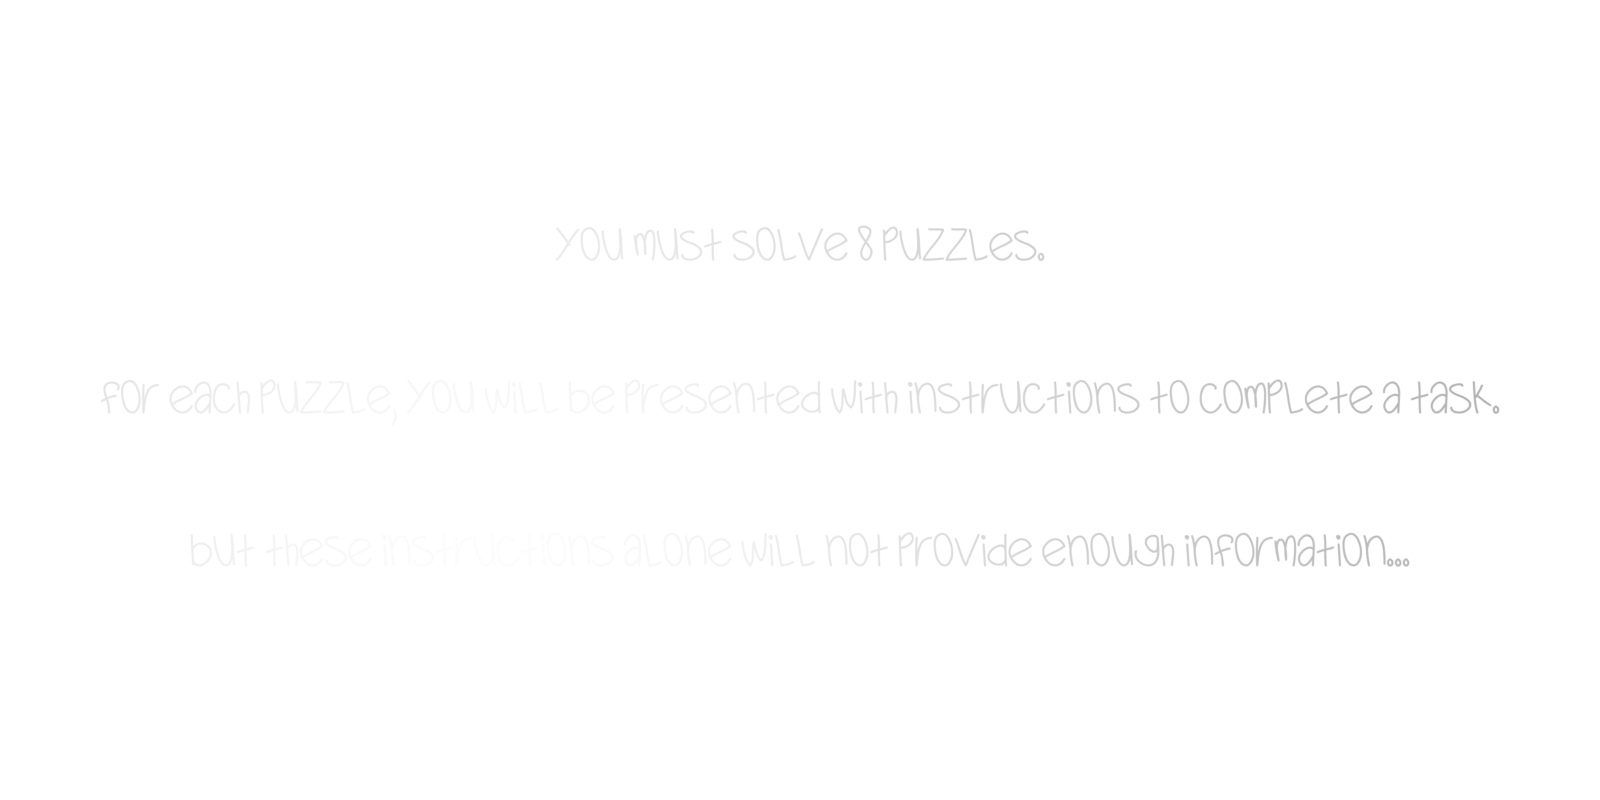 you must solve 8 puzzles.
for each puzzle, you will be presented with instructions to complete a task.
but these instructions alone will not provide enough information...